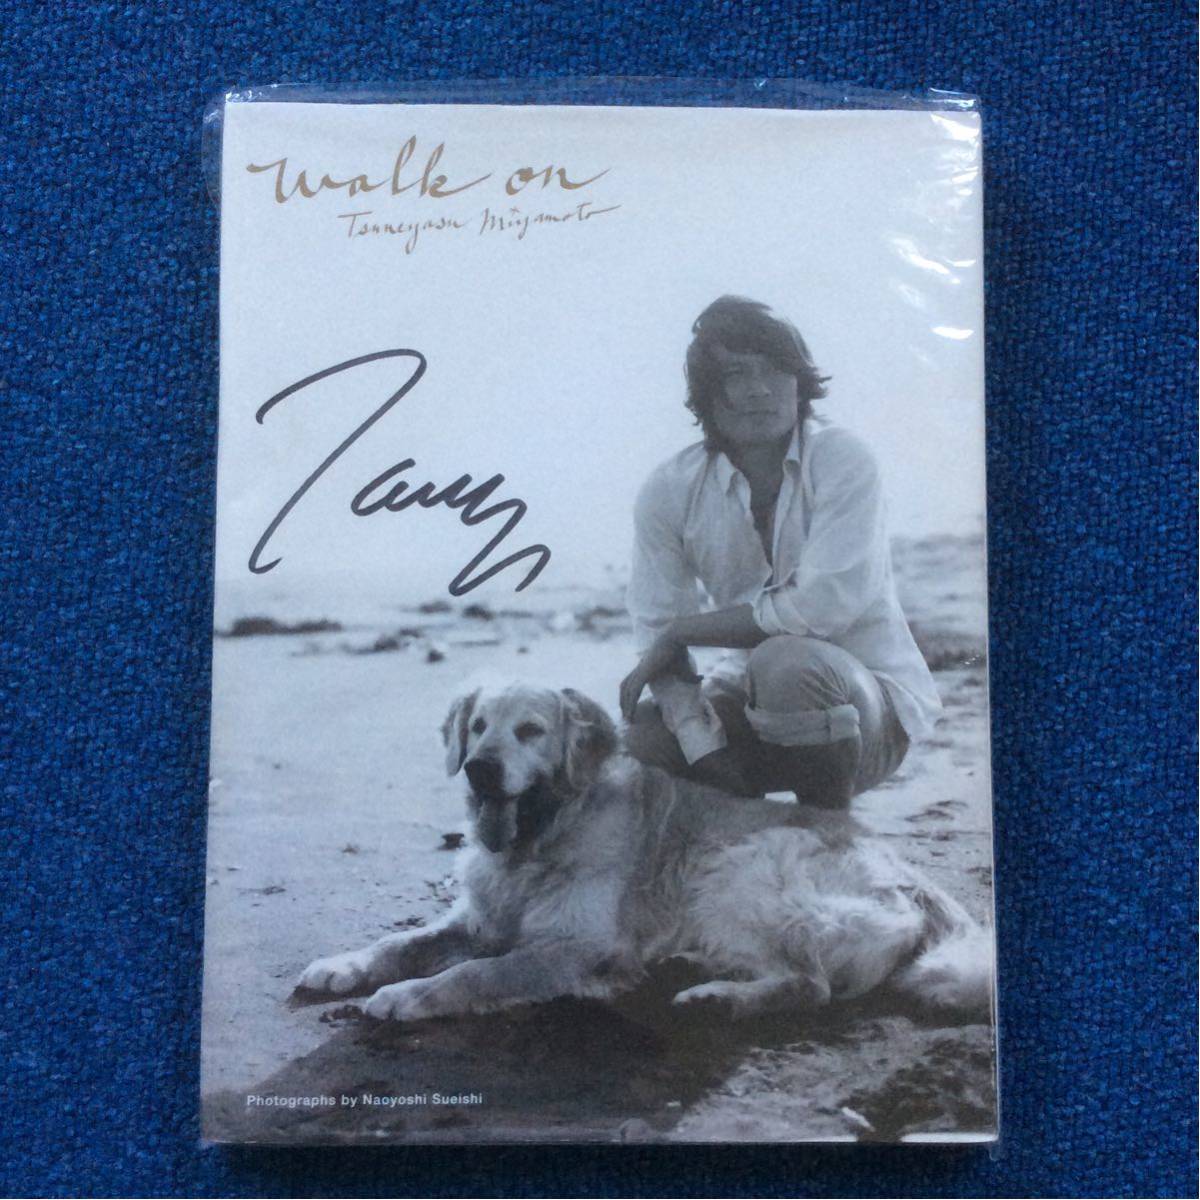 Walk on
Tsuneyasu Miyamoto
Photographs by Naoyoshi Sueishi